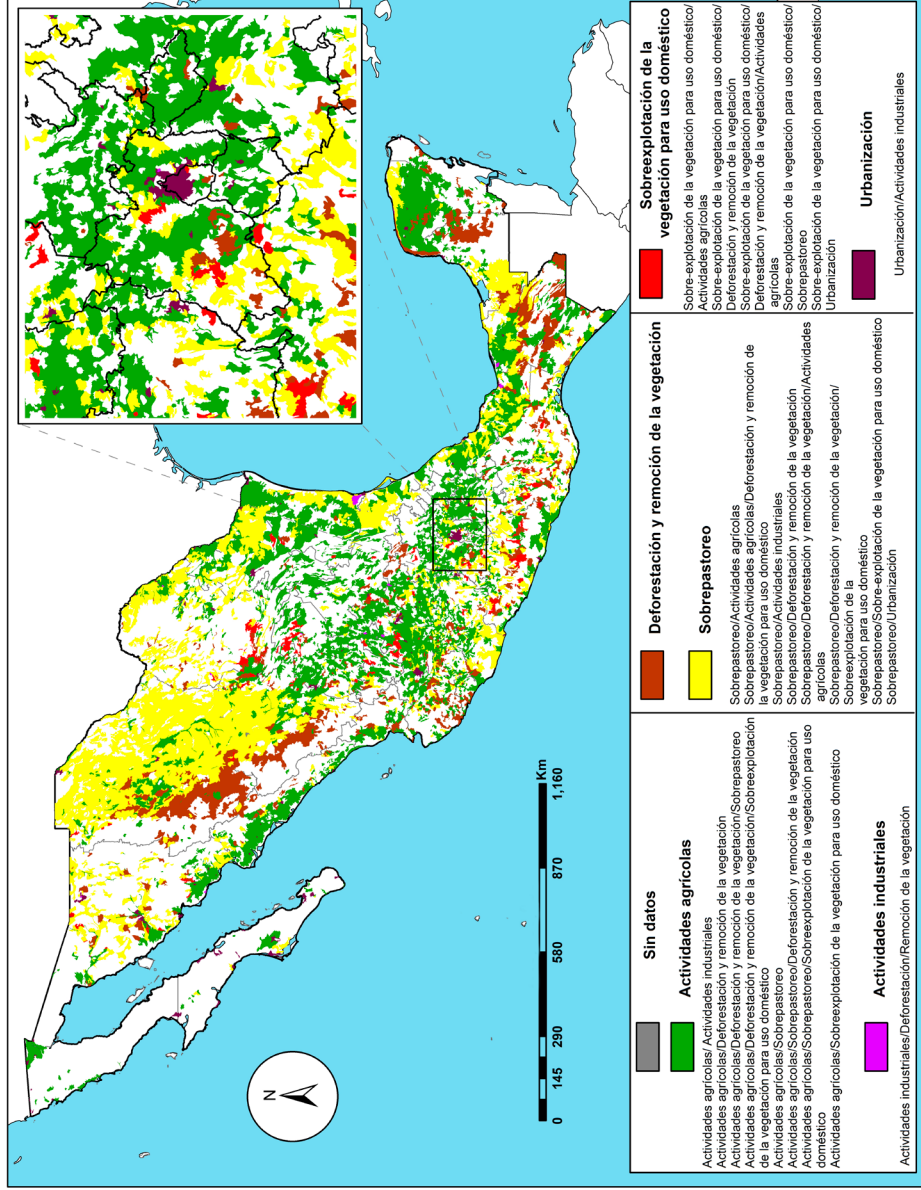 N
0 145 290 580 870 1,160
Km
Sin datos
Actividades agrícolas
Actividades agrícolas/ Actividades industriales
Actividades agrícolas/Deforestación y remoción de la vegetación
Actividades agrícolas/Deforestación y remoción de la vegetación/Sobrepastoreo
Actividades agrícolas/Deforestación y remoción de la vegetación/Sobreexplotación
de la vegetación para uso doméstico
Actividades agrícolas/Sobrepastoreo
Actividades agrícolas/Sobrepastoreo/Deforestación y remoción de la vegetación
Actividades agrícolas/Sobrepastoreo/Sobreexplotación de la vegetación para uso
doméstico
Actividades agrícolas/Sobreexplotación de la vegetación para uso doméstico
Actividades industriales
Actividades industriales/Deforestación/Remoción de la vegetación
Deforestación y remoción de la vegetación
Sobrepastoreo
Sobrepastoreo/Actividades agrícolas
Sobrepastoreo/Actividades agrícolas/Deforestación y remoción de
la vegetación para uso doméstico
Sobrepastoreo/Actividades industriales
Sobrepastoreo/Deforestación y remoción de la vegetación
Sobrepastoreo/Deforestación y remoción de la vegetación/Actividades
agrícolas
Sobrepastoreo/Deforestación y remoción de la vegetación/
Sobreexplotación de la
vegetación para uso doméstico
Sobrepastoreo/Sobre-explotación de la vegetación para uso doméstico
Sobrepastoreo/Urbanización
Sobreexplotación de la
vegetación para uso doméstico
Sobre-explotación de la vegetación para uso doméstico/
Actividades agrícolas
Sobre-explotación de la vegetación para uso doméstico/
Deforestación y remoción de la vegetación
Sobre-explotación de la vegetación para uso doméstico/
Deforestación y remoción de la vegetación/Actividades
agrícolas
Sobre-explotación de la vegetación para uso doméstico/
Sobrepastoreo
Sobre-explotación de la vegetación para uso doméstico/
Urbanización
Urbanización
Urbanización/Actividades industriales